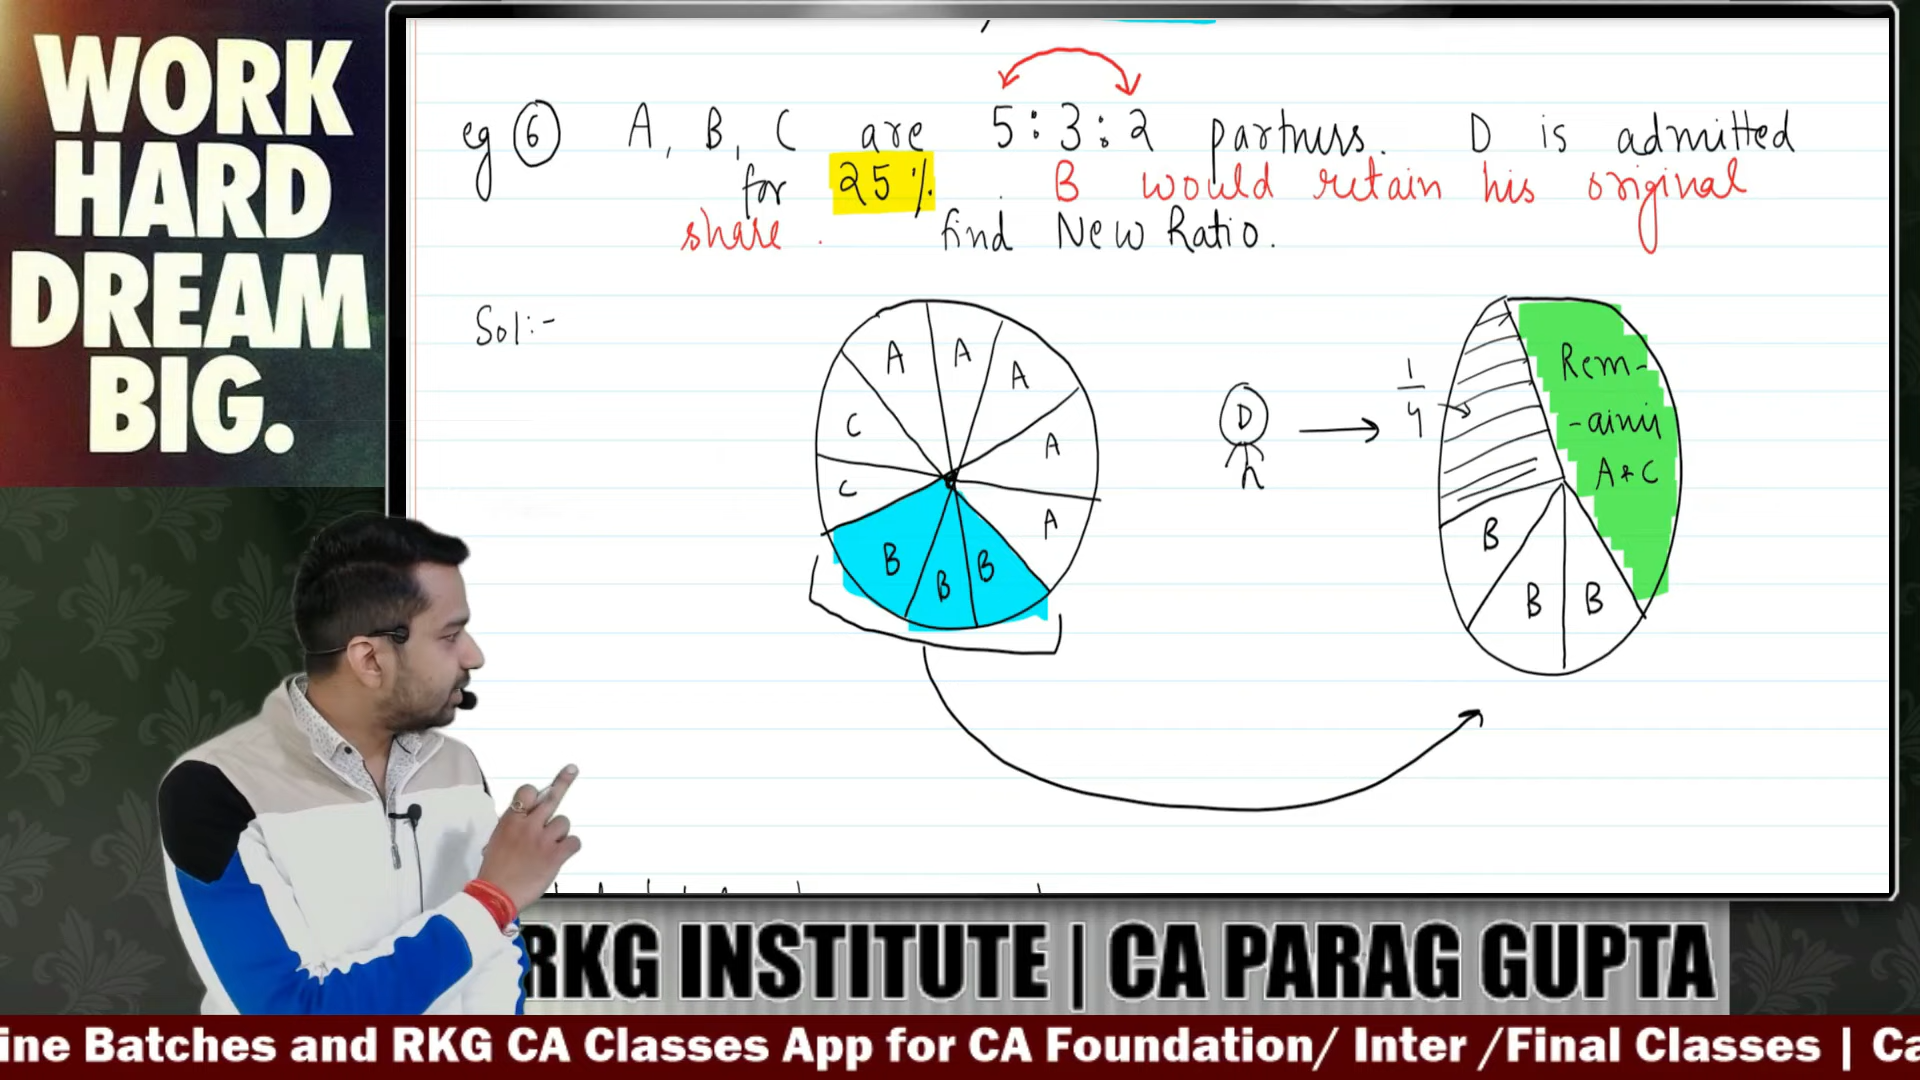 WORK
HARD
DREAM
BIG.
eg 6 A, B, C are 5:3:2 partners. D is admitted
for 25%. B would retain his original
share. find New Ratio.
Sol:-
A A A
C A
C A
B B B
D
1
4
Rem-
-ainin
A & C
B
B B
RKG INSTITUTE | CA PARAG GUPTA
ine Batches and RKG CA Classes App for CA Foundation/ Inter /Final Classes | Ca